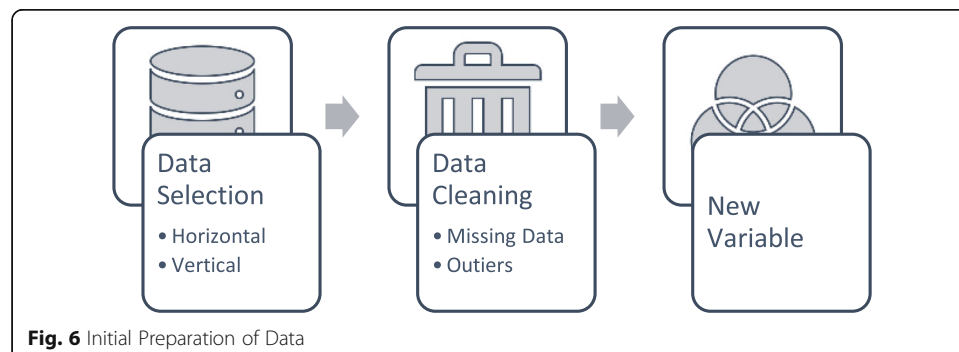 Data
Selection
• Horizontal
• Vertical
Data
Cleaning
• Missing Data
• Outiers
New
Variable
Fig. 6 Initial Preparation of Data